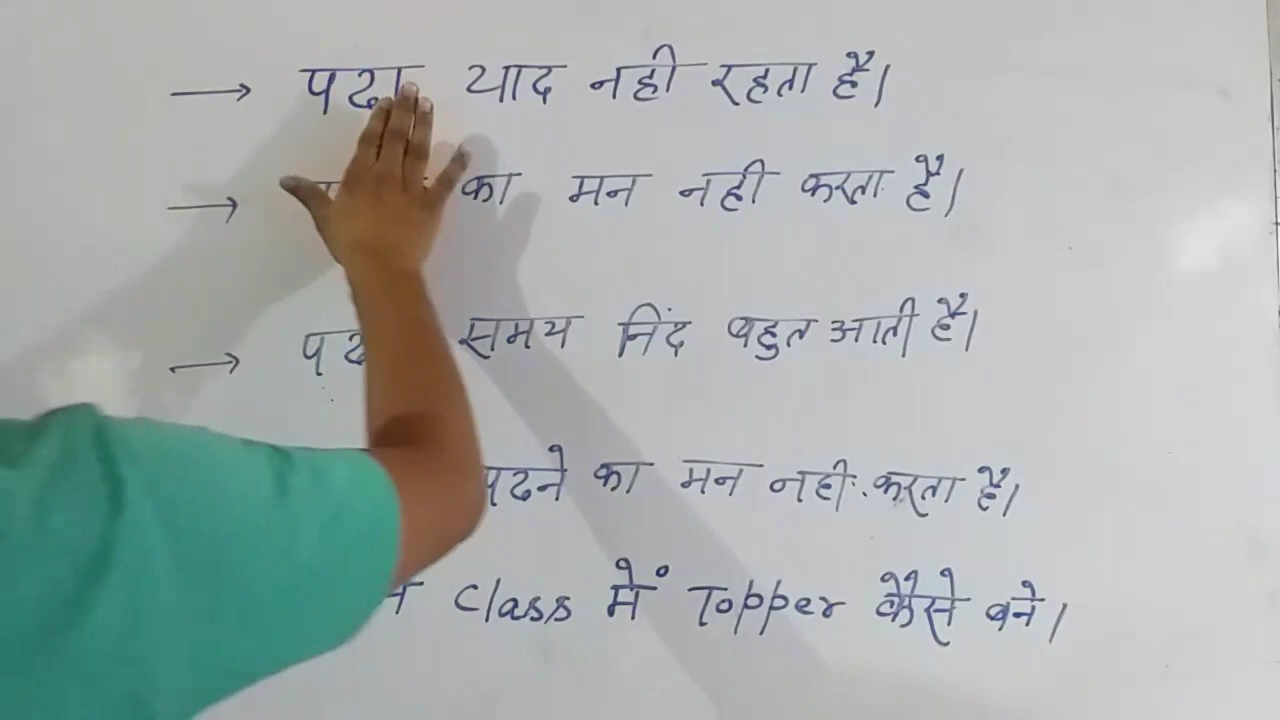 → पढा याद नही रहता है।
→ का मन नही करता है।
→ समय निंद बहुत आती है।
पढने का मन नही करता है।
Class में Topper कैसे बने।